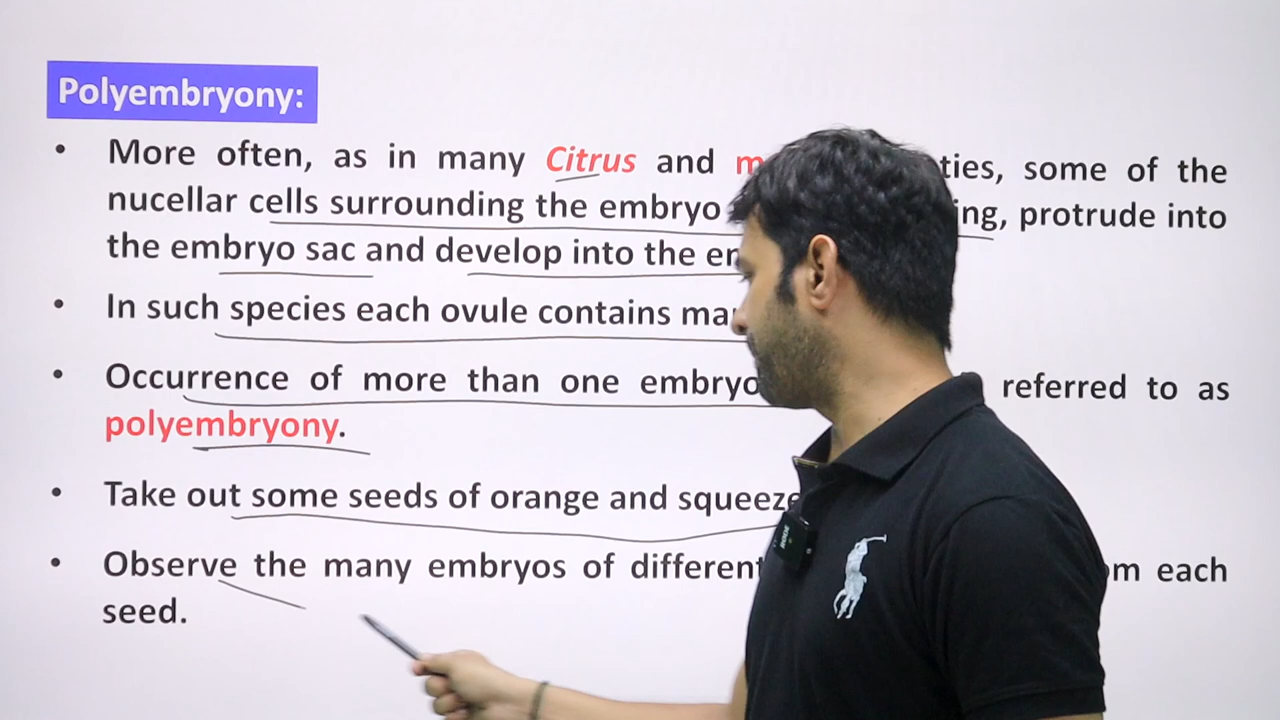 Polyembryony:
• More often, as in many Citrus and ties, some of the
nucellar cells surrounding the embryo ing, protrude into
the embryo sac and develop into the
• In such species each ovule contains
• Occurrence of more than one embryo referred to as
polyembryony.
• Take out some seeds of orange and squeeze
• Observe the many embryos of different each
seed.
RODE